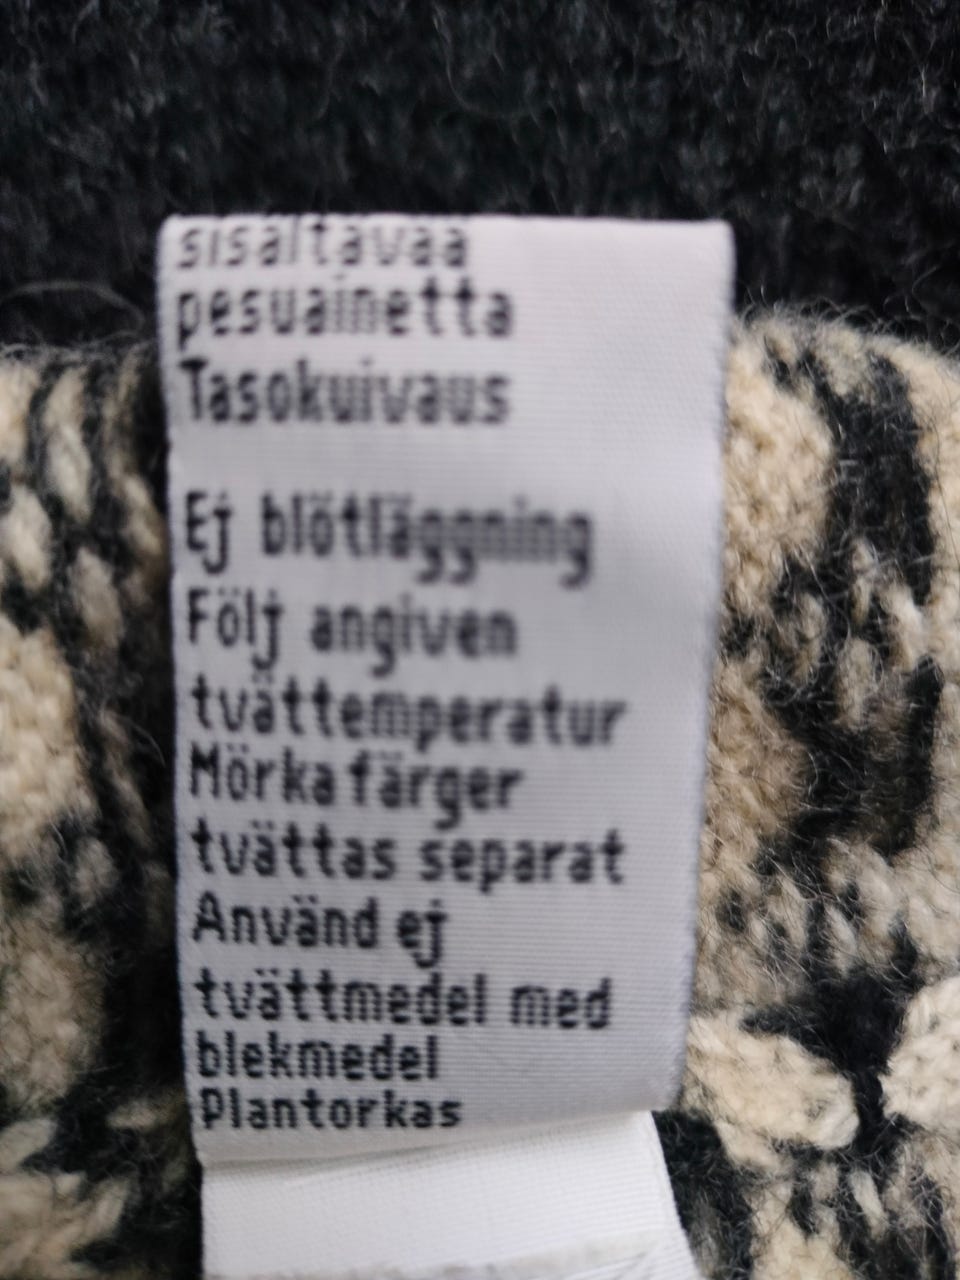 sisältävää
pesuainetta
Tasokuivaus
Ej blötläggning
Följ angiven
tvättemperatur
Mörka färger
tvättas separat
Använd ej
tvättmedel med
blekmedel
Plantorkas